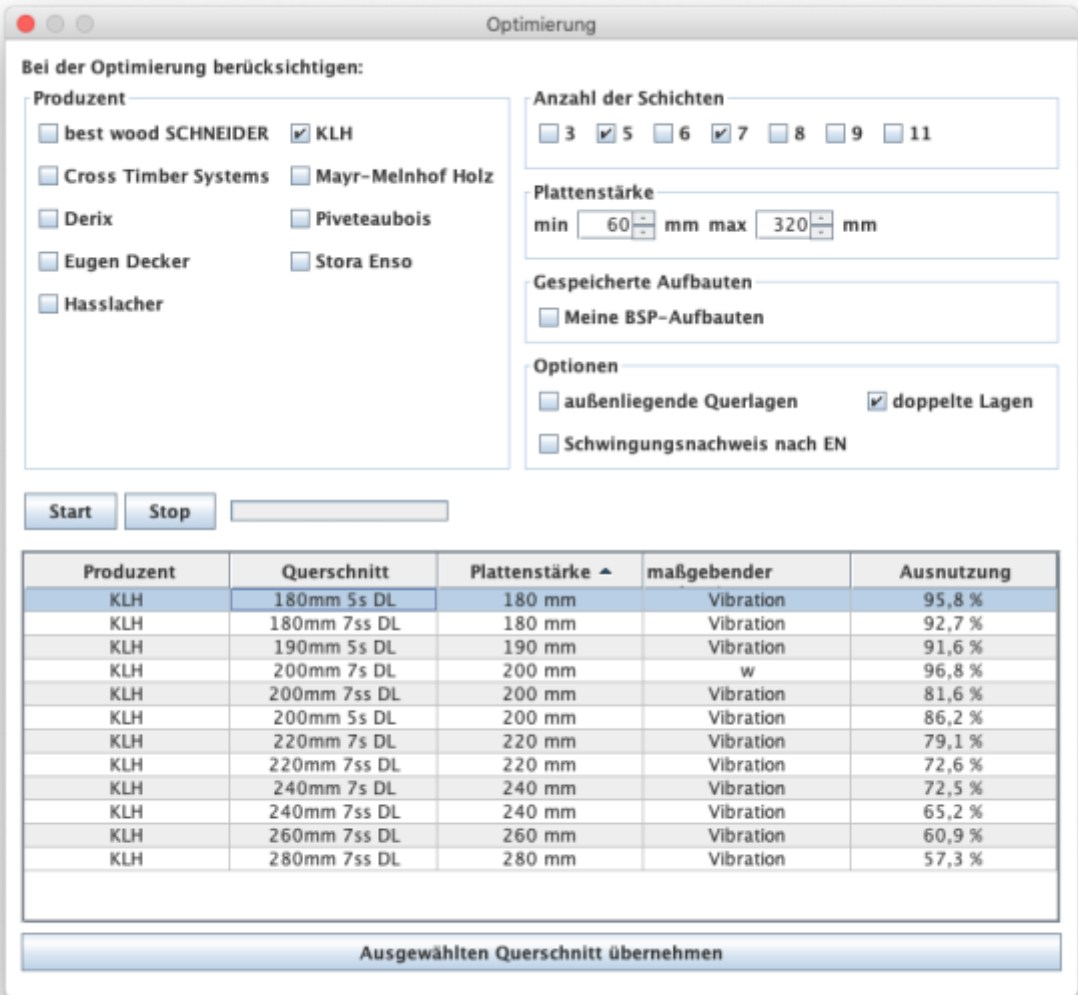 Optimierung
Bei der Optimierung berücksichtigen:
Produzent
best wood SCHNEIDER KLH
Cross Timber Systems Mayr-Melnhof Holz
Derix Piveteaubois
Eugen Decker Stora Enso
Hasslacher
Anzahl der Schichten
3 5 6 7 8 9 11
Plattenstärke
min 60 mm max 320 mm
Gespeicherte Aufbauten
Meine BSP-Aufbauten
Optionen
außenliegende Querlagen doppelte Lagen
Schwingungsnachweis nach EN
Start Stop
Produzent Querschnitt Plattenstärke maßgebender Ausnutzung
KLH 180mm 5s DL 180 mm Vibration 95,8 %
KLH 180mm 7ss DL 180 mm Vibration 92,7 %
KLH 190mm 5s DL 190 mm Vibration 91,6 %
KLH 200mm 7s DL 200 mm w 96,8 %
KLH 200mm 7ss DL 200 mm Vibration 81,6 %
KLH 200mm 5s DL 200 mm Vibration 86,2 %
KLH 220mm 7s DL 220 mm Vibration 79,1 %
KLH 220mm 7ss DL 220 mm Vibration 72,6 %
KLH 240mm 7s DL 240 mm Vibration 72,5 %
KLH 240mm 7ss DL 240 mm Vibration 65,2 %
KLH 260mm 7ss DL 260 mm Vibration 60,9 %
KLH 280mm 7ss DL 280 mm Vibration 57,3 %
Ausgewählten Querschnitt übernehmen